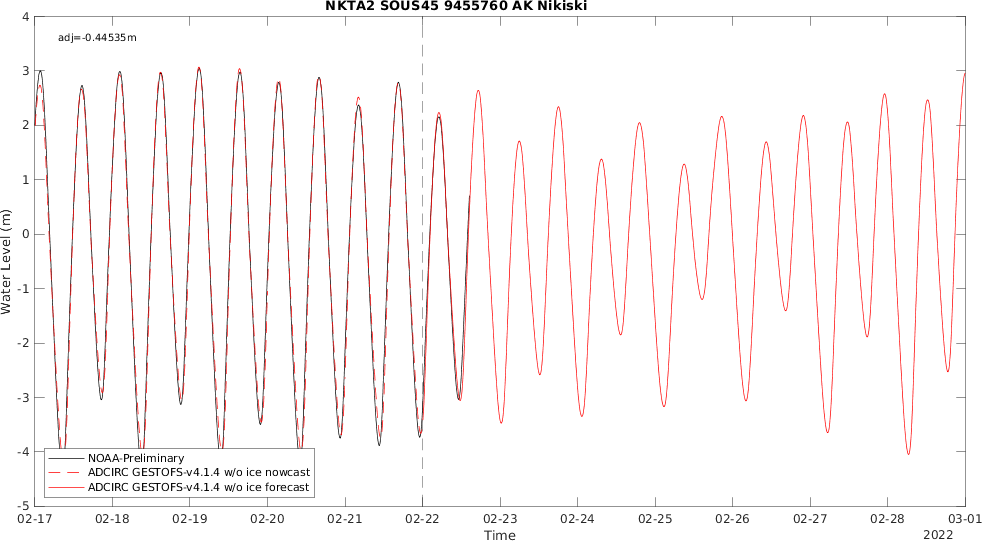 NKTA2 SOUS45 9455760 AK Nikiski
adj=-0.44535m
4
3
2
1
0
-1
-2
-3
-4
-5
Water Level (m)
NOAA-Preliminary
ADCIRC GESTOFS-v4.1.4 w/o ice nowcast
ADCIRC GESTOFS-v4.1.4 w/o ice forecast
02-17 02-18 02-19 02-20 02-21 02-22 02-23 02-24 02-25 02-26 02-27 02-28 03-01
Time
2022